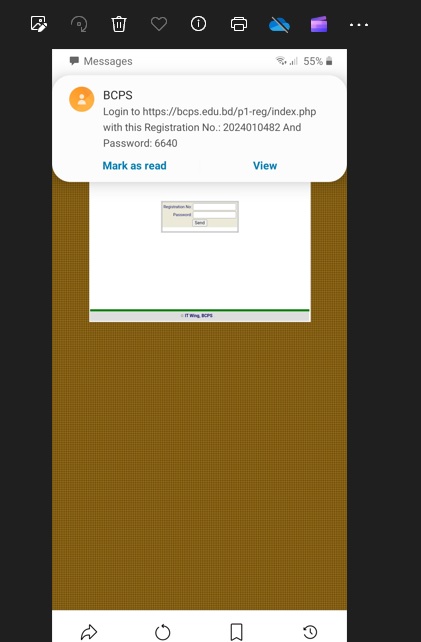 Messages
55%
BCPS
Login to https://bcps.edu.bd/p1-reg/index.php
with this Registration No.: 2024010482 And
Password: 6640
Mark as read
View
Registration No
Password
Send
IT Wing, BCPS